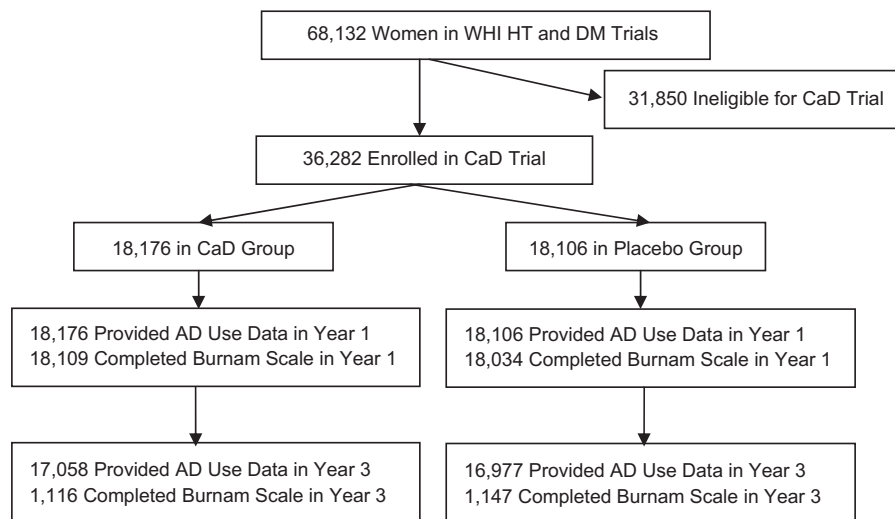 68,132 Women in WHI HT and DM Trials
31,850 Ineligible for CaD Trial
36,282 Enrolled in CaD Trial
18,176 in CaD Group
18,106 in Placebo Group
18,176 Provided AD Use Data in Year 1
18,109 Completed Burnam Scale in Year 1
18,106 Provided AD Use Data in Year 1
18,034 Completed Burnam Scale in Year 1
17,058 Provided AD Use Data in Year 3
1,116 Completed Burnam Scale in Year 3
16,977 Provided AD Use Data in Year 3
1,147 Completed Burnam Scale in Year 3